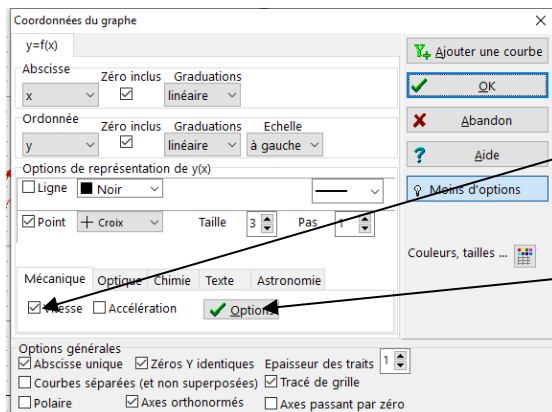 Coordonnées du graphe
y=f(x)
Abscisse
Zéro inclus Graduations
x linéaire
Ordonnée
Zéro inclus Graduations Echelle
y linéaire à gauche
Options de représentation de y(x)
Ligne Noir
Point Croix Taille 3 Pas 1
Mécanique Optique Chimie Texte Astronomie
Vitesse Accélération Options
Options générales
Abscisse unique Zéros Y identiques Epaisseur des traits 1
Courbes séparées (et non superposées) Tracé de grille
Polaire Axes orthonormés Axes passant par zéro
Ajouter une courbe
OK
Abandon
Aide
Moins d'options
Couleurs, tailles ...